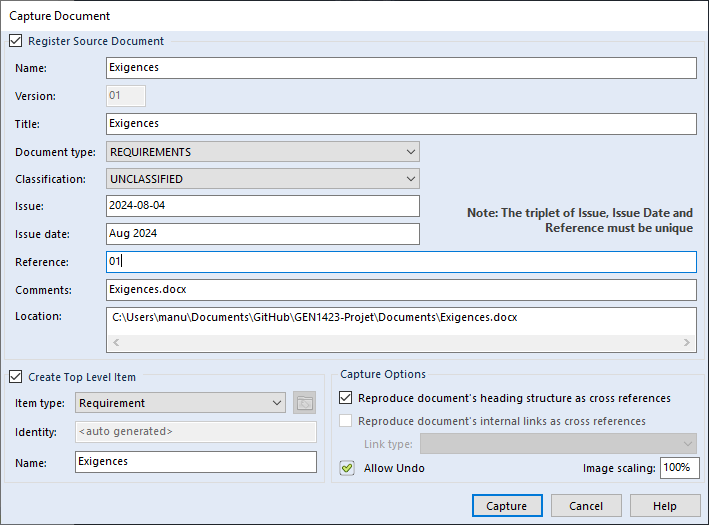 Capture Document
Register Source Document
Name: Exigences
Version: 01
Title: Exigences
Document type: REQUIREMENTS
Classification: UNCLASSIFIED
Issue: 2024-08-04
Note: The triplet of Issue, Issue Date and
Reference must be unique
Issue date: Aug 2024
Reference: 01
Comments: Exigences.docx
Location: C:\Users\manu\Documents\GitHub\GEN1423-Projet\Documents\Exigences.docx
Create Top Level Item
Item type: Requirement
Identity: <auto generated>
Name: Exigences
Capture Options
Reproduce document's heading structure as cross references
Reproduce document's internal links as cross references
Link type:
Allow Undo
Image scaling: 100%
Capture
Cancel
Help